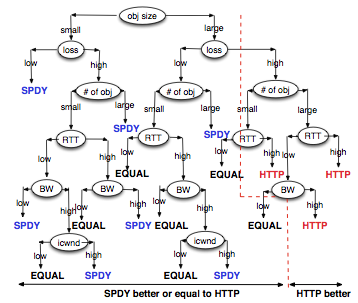 obj size
small large
loss loss
low high low high
SPDY # of obj # of obj # of obj
small large small large small large
SPDY SPDY
RTT RTT RTT RTT
low high low high low high low high
EQUAL EQUAL HTTP HTTP
BW BW BW BW
low high low high low high low high
SPDY EQUAL SPDY EQUAL SPDY EQUAL HTTP
icwnd icwnd
low high low high
EQUAL SPDY EQUAL SPDY
SPDY better or equal to HTTP HTTP better